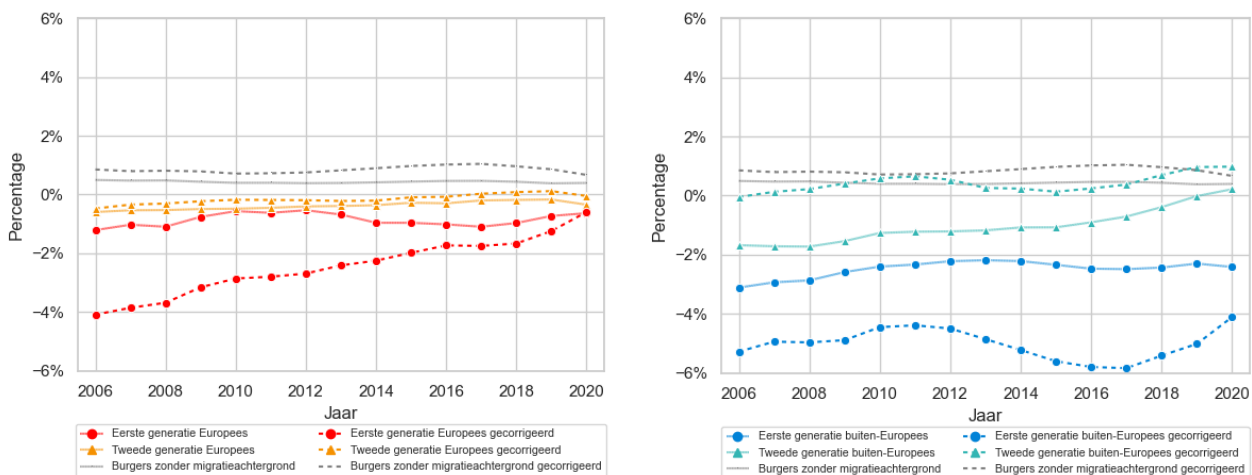 6%
4%
2%
0%
−2%
−4%
−6%
Percentage
2006 2008 2010 2012 2014 2016 2018 2020
Jaar
Eerste generatie Europees
Tweede generatie Europees
Burgers zonder migratieachtergrond
Eerste generatie Europees gecorrigeerd
Tweede generatie Europees gecorrigeerd
Burgers zonder migratieachtergrond gecorrigeerd
6%
4%
2%
0%
−2%
−4%
−6%
Percentage
2006 2008 2010 2012 2014 2016 2018 2020
Jaar
Eerste generatie buiten-Europees
Tweede generatie buiten-Europees
Burgers zonder migratieachtergrond
Eerste generatie buiten-Europees gecorrigeerd
Tweede generatie buiten-Europees gecorrigeerd
Burgers zonder migratieachtergrond gecorrigeerd